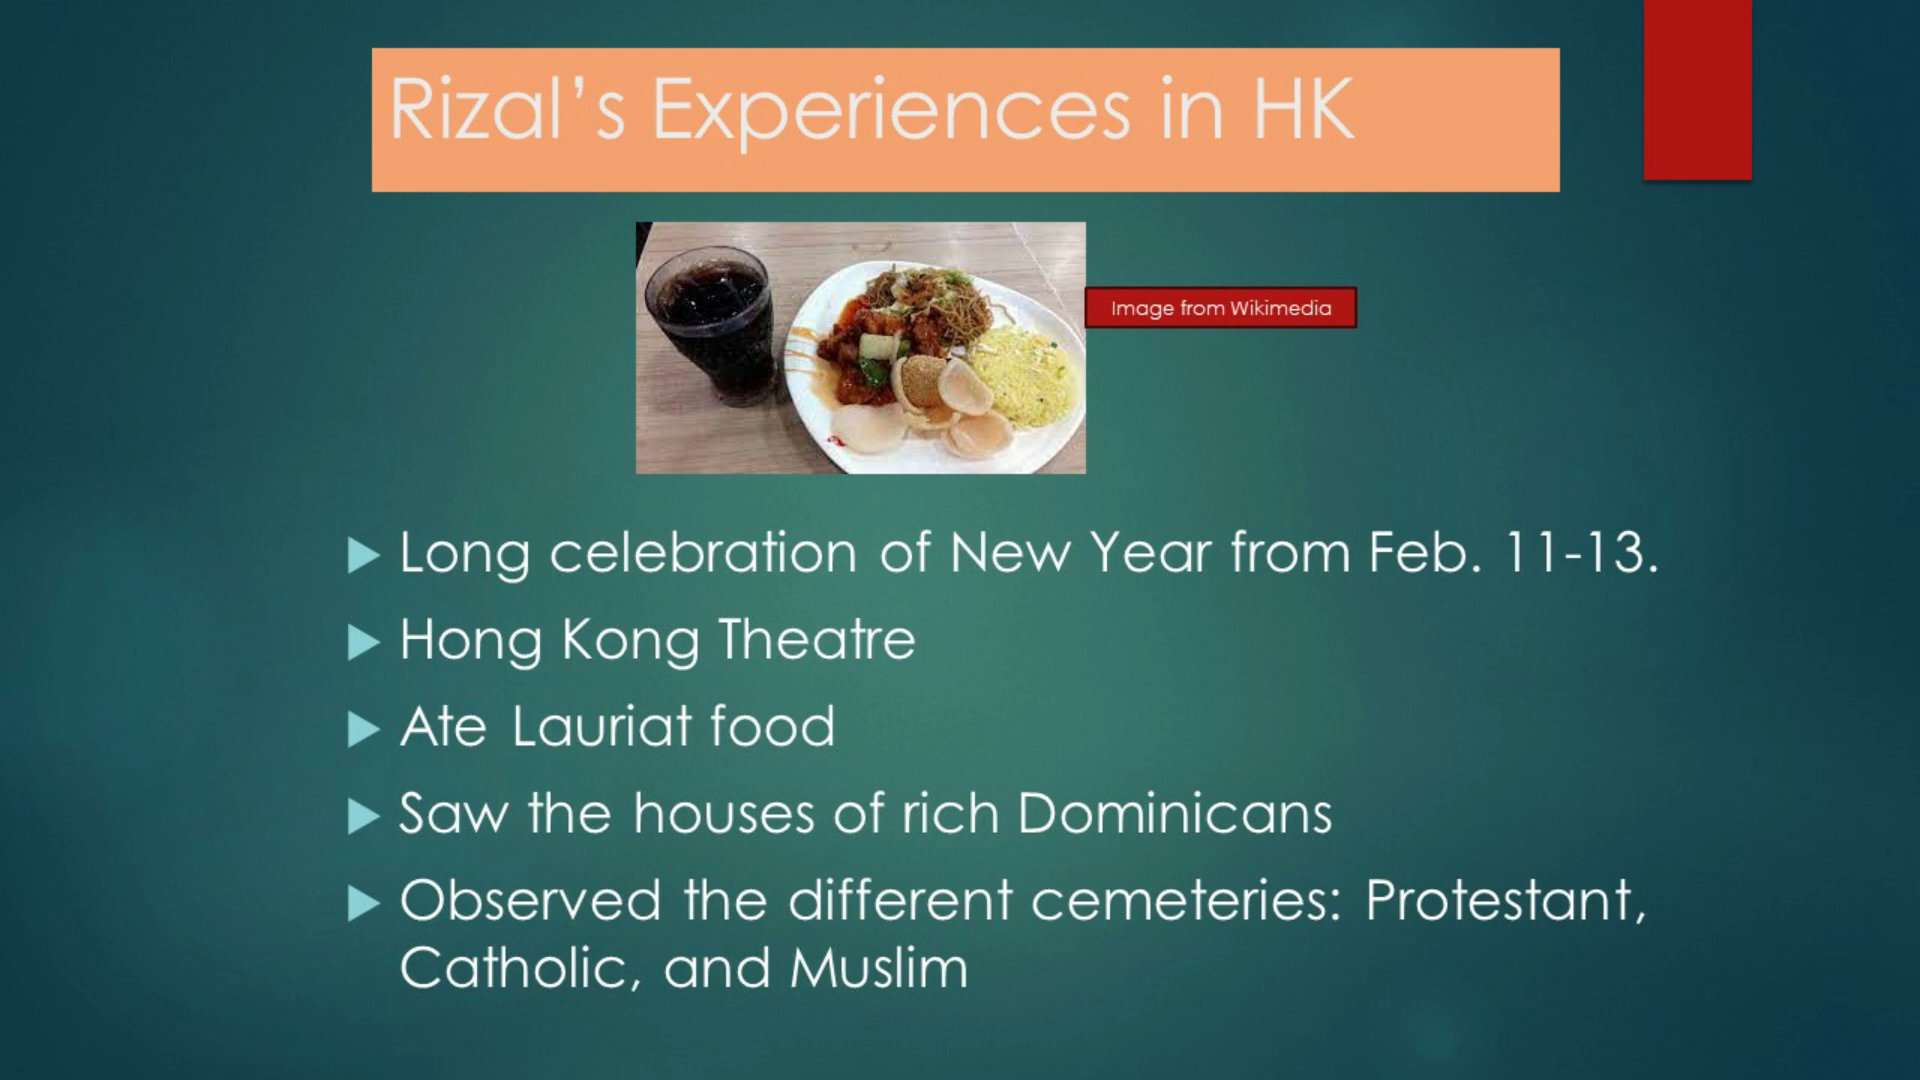 Rizal's Experiences in HK
Image from Wikimedia
Long celebration of New Year from Feb. 11-13.
Hong Kong Theatre
Ate Lauriat food
Saw the houses of rich Dominicans
Observed the different cemeteries: Protestant,
Catholic, and Muslim